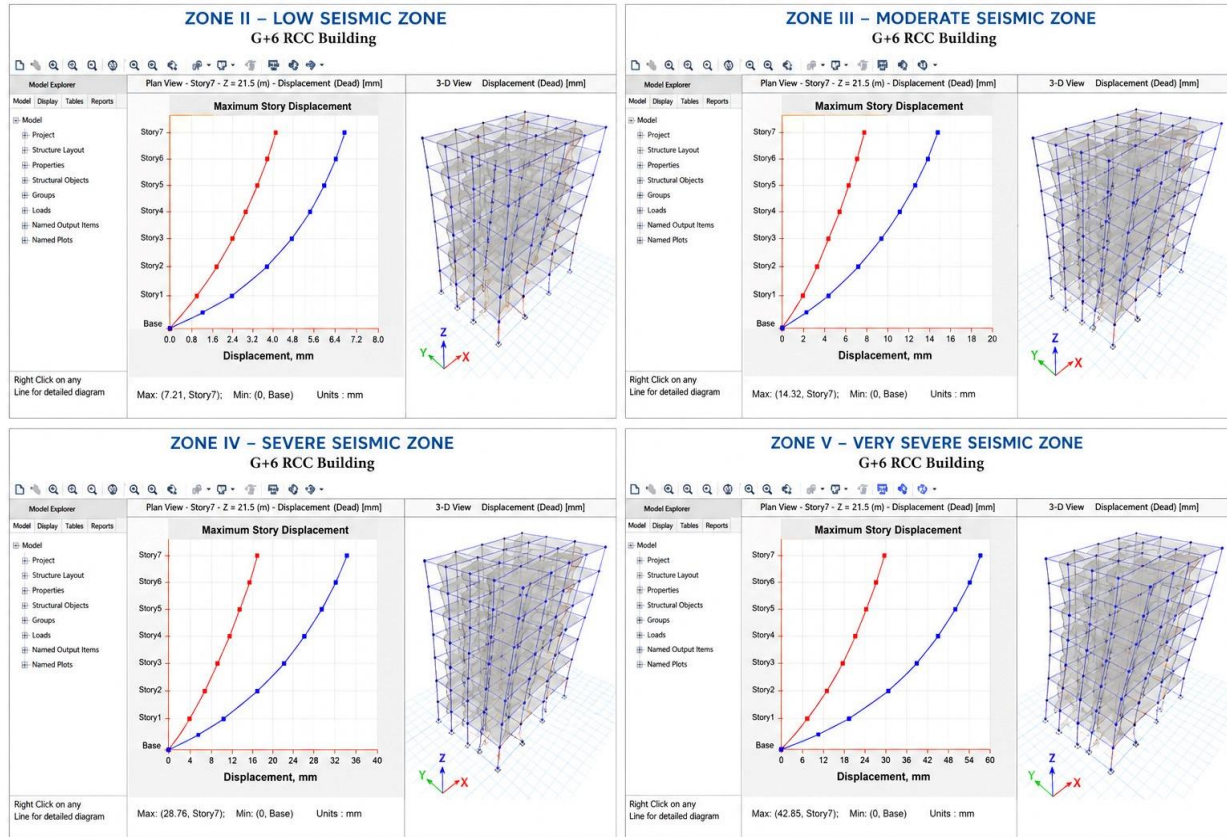 ZONE II – LOW SEISMIC ZONE
G+6 RCC Building
Model Explorer
Plan View - Story7 - Z = 21.5 (m) - Displacement (Dead) [mm]
3-D View Displacement (Dead) [mm]
Model Display Tables Reports
Model
Project
Structure Layout
Properties
Structural Objects
Groups
Loads
Named Output Items
Named Plots
Maximum Story Displacement
Story7
Story6
Story5
Story4
Story3
Story2
Story1
Base
0 0.8 1.6 2.4 3.2 4.0 4.8 5.6 6.4 7.2 8.0
Displacement, mm
Z
Y
X
Right Click on any
Line for detailed diagram
Max: (7.21, Story7); Min: (0, Base) Units : mm
ZONE III – MODERATE SEISMIC ZONE
G+6 RCC Building
Model Explorer
Plan View - Story7 - Z = 21.5 (m) - Displacement (Dead) [mm]
3-D View Displacement (Dead) [mm]
Model Display Tables Reports
Model
Project
Structure Layout
Properties
Structural Objects
Groups
Loads
Named Output Items
Named Plots
Maximum Story Displacement
Story7
Story6
Story5
Story4
Story3
Story2
Story1
Base
0 2 4 6 8 10 12 14 16 18 20
Displacement, mm
Z
Y
X
Right Click on any
Line for detailed diagram
Max: (14.32, Story7); Min: (0, Base) Units : mm
ZONE IV – SEVERE SEISMIC ZONE
G+6 RCC Building
Model Explorer
Plan View - Story7 - Z = 21.5 (m) - Displacement (Dead) [mm]
3-D View Displacement (Dead) [mm]
Model Display Tables Reports
Model
Project
Structure Layout
Properties
Structural Objects
Groups
Loads
Named Output Items
Named Plots
Maximum Story Displacement
Story7
Story6
Story5
Story4
Story3
Story2
Story1
Base
0 4 8 12 16 20 24 28 32 36 40
Displacement, mm
Z
Y
X
Right Click on any
Line for detailed diagram
Max: (28.76, Story7); Min: (0, Base) Units : mm
ZONE V – VERY SEVERE SEISMIC ZONE
G+6 RCC Building
Model Explorer
Plan View - Story7 - Z = 21.5 (m) - Displacement (Dead) [mm]
3-D View Displacement (Dead) [mm]
Model Display Tables Reports
Model
Project
Structure Layout
Properties
Structural Objects
Groups
Loads
Named Output Items
Named Plots
Maximum Story Displacement
Story7
Story6
Story5
Story4
Story3
Story2
Story1
Base
0 6 12 18 24 30 36 42 48 54 60
Displacement, mm
Z
Y
X
Right Click on any
Line for detailed diagram
Max: (42.85, Story7); Min: (0, Base) Units : mm